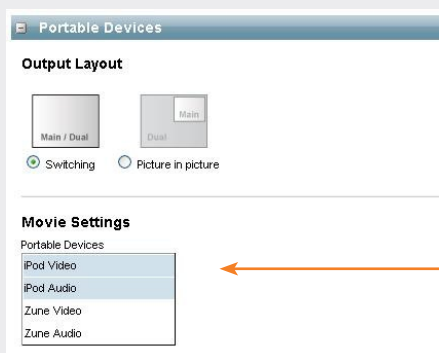 Portable Devices
Output Layout
Main / Dual
Main
Dual
Switching
Picture in picture
Movie Settings
Portable Devices
iPod Video
iPod Audio
Zune Video
Zune Audio